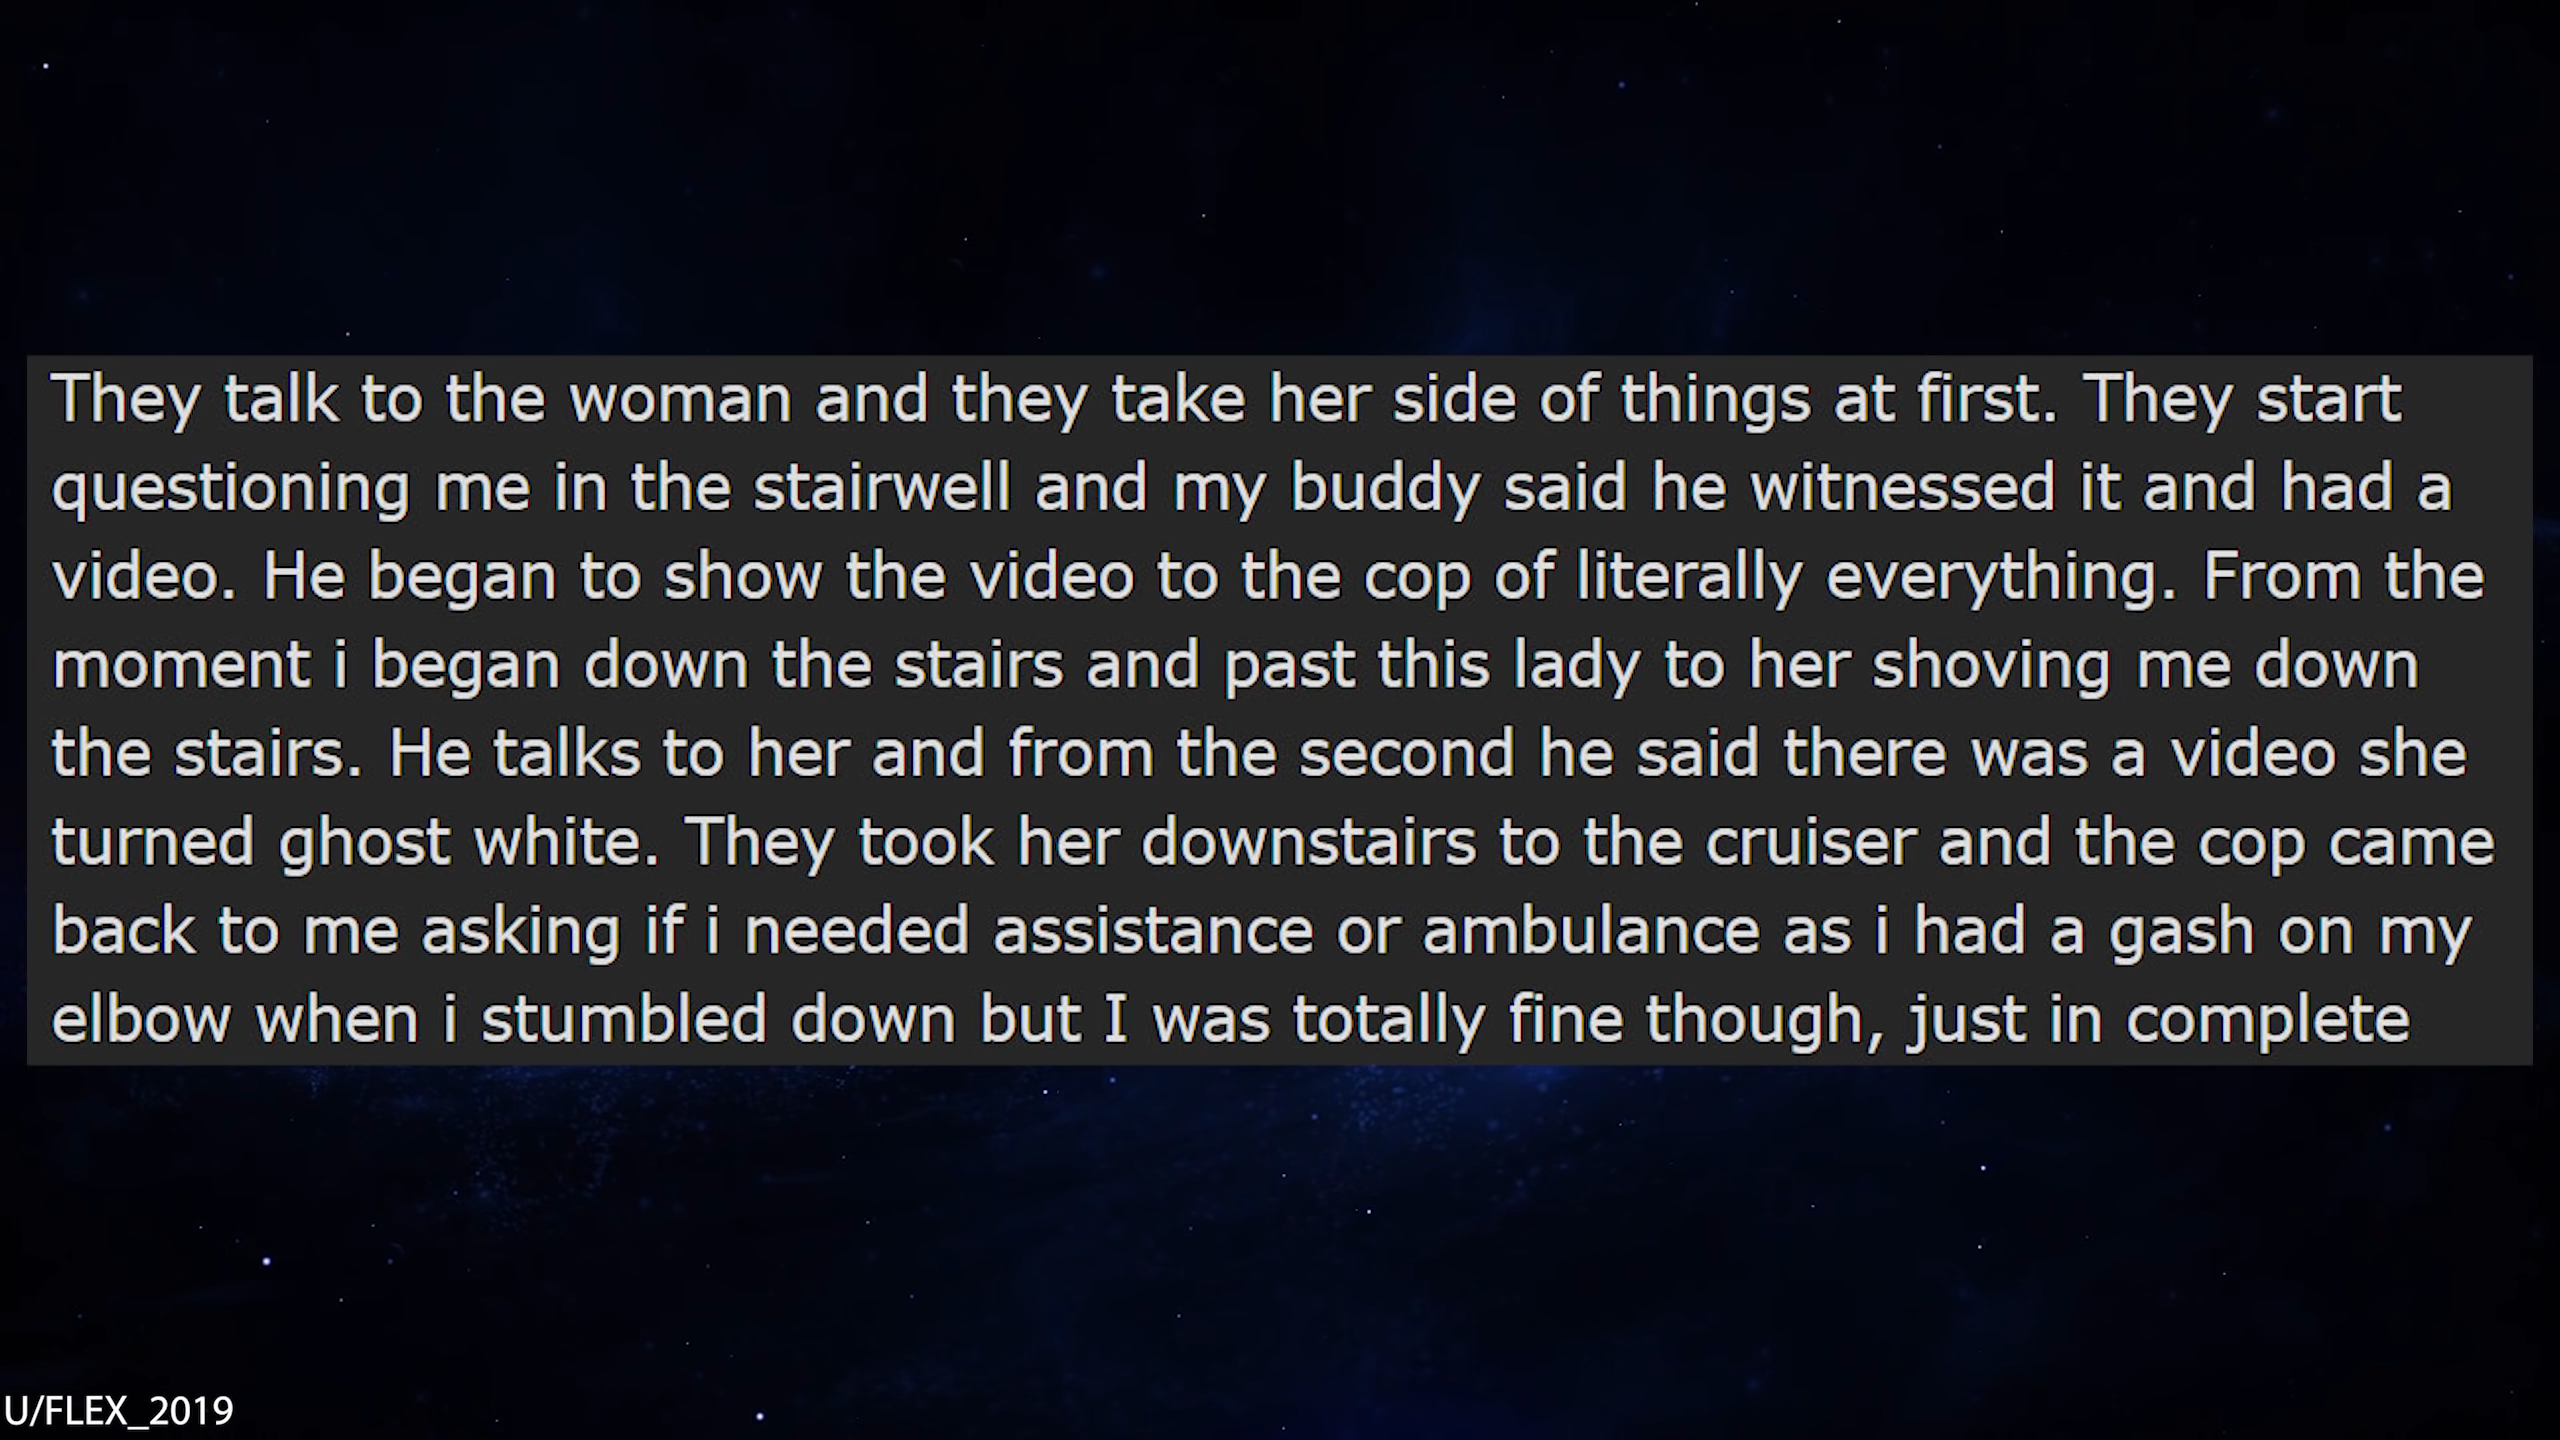 They talk to the woman and they take her side of things at first. They start
questioning me in the stairwell and my buddy said he witnessed it and had a
video. He began to show the video to the cop of literally everything. From the
moment i began down the stairs and past this lady to her shoving me down
the stairs. He talks to her and from the second he said there was a video she
turned ghost white. They took her downstairs to the cruiser and the cop came
back to me asking if i needed assistance or ambulance as i had a gash on my
elbow when i stumbled down but I was totally fine though, just in complete
U/FLEX_2019